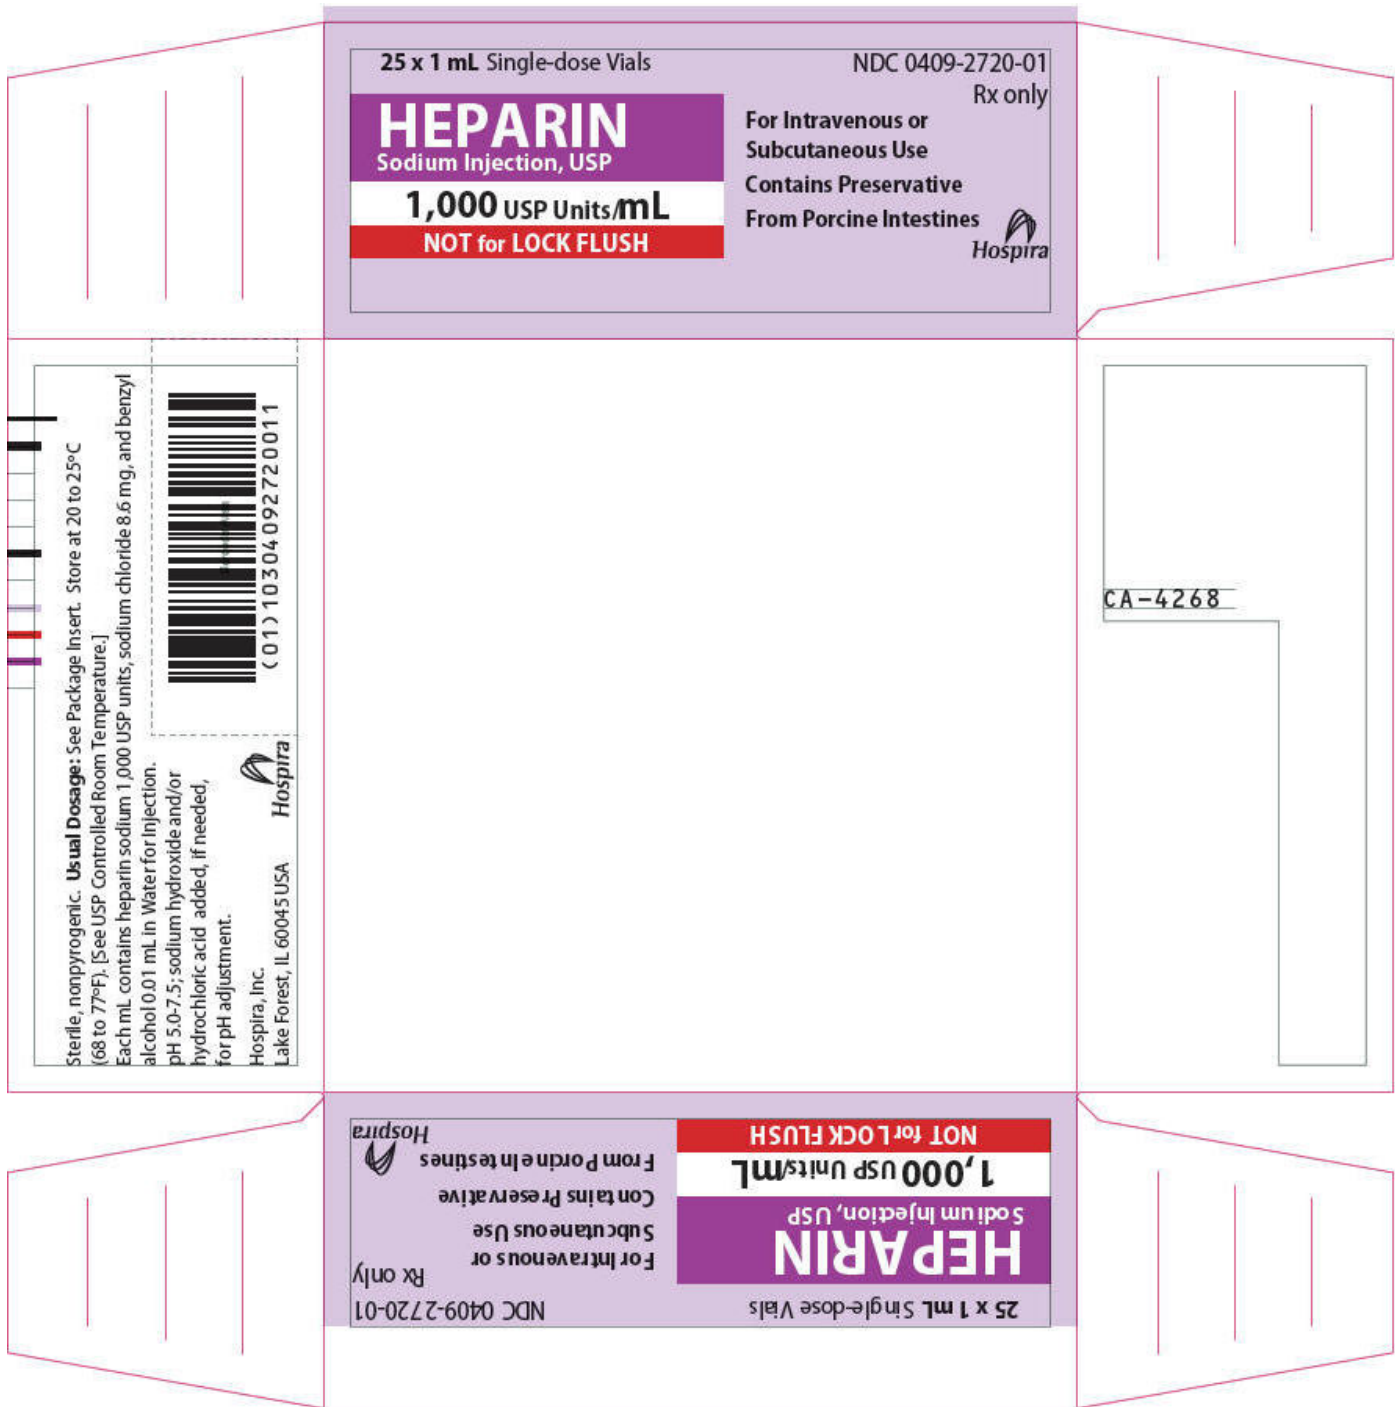 25 x 1 mL Single-dose Vials
NDC 0409-2720-01
Rx only
HEPARIN
Sodium Injection, USP
1,000 USP Units/mL
NOT for LOCK FLUSH
For Intravenous or
Subcutaneous Use
Contains Preservative
From Porcine Intestines
Hospira
Sterile, nonpyrogenic. Usual Dosage: See Package Insert. Store at 20 to 25ºC
(68 to 77ºF). [See USP Controlled Room Temperature.]
Each mL contains heparin sodium 1,000 USP units, sodium chloride 8.6 mg, and benzyl
alcohol 0.01 mL in Water for Injection.
pH 5.0-7.5; sodium hydroxide and/or
hydrochloric acid added, if needed,
for pH adjustment.
Hospira, Inc.
Lake Forest, IL 60045 USA
Hospira
(01)10304092720011
CA-4268
25 x 1 mL Single-dose Vials
NDC 0409-2720-01
Rx only
HEPARIN
Sodium Injection, USP
1,000 USP Units/mL
NOT for LOCK FLUSH
For Intravenous or
Subcutaneous Use
Contains Preservative
From Porcine Intestines
Hospira